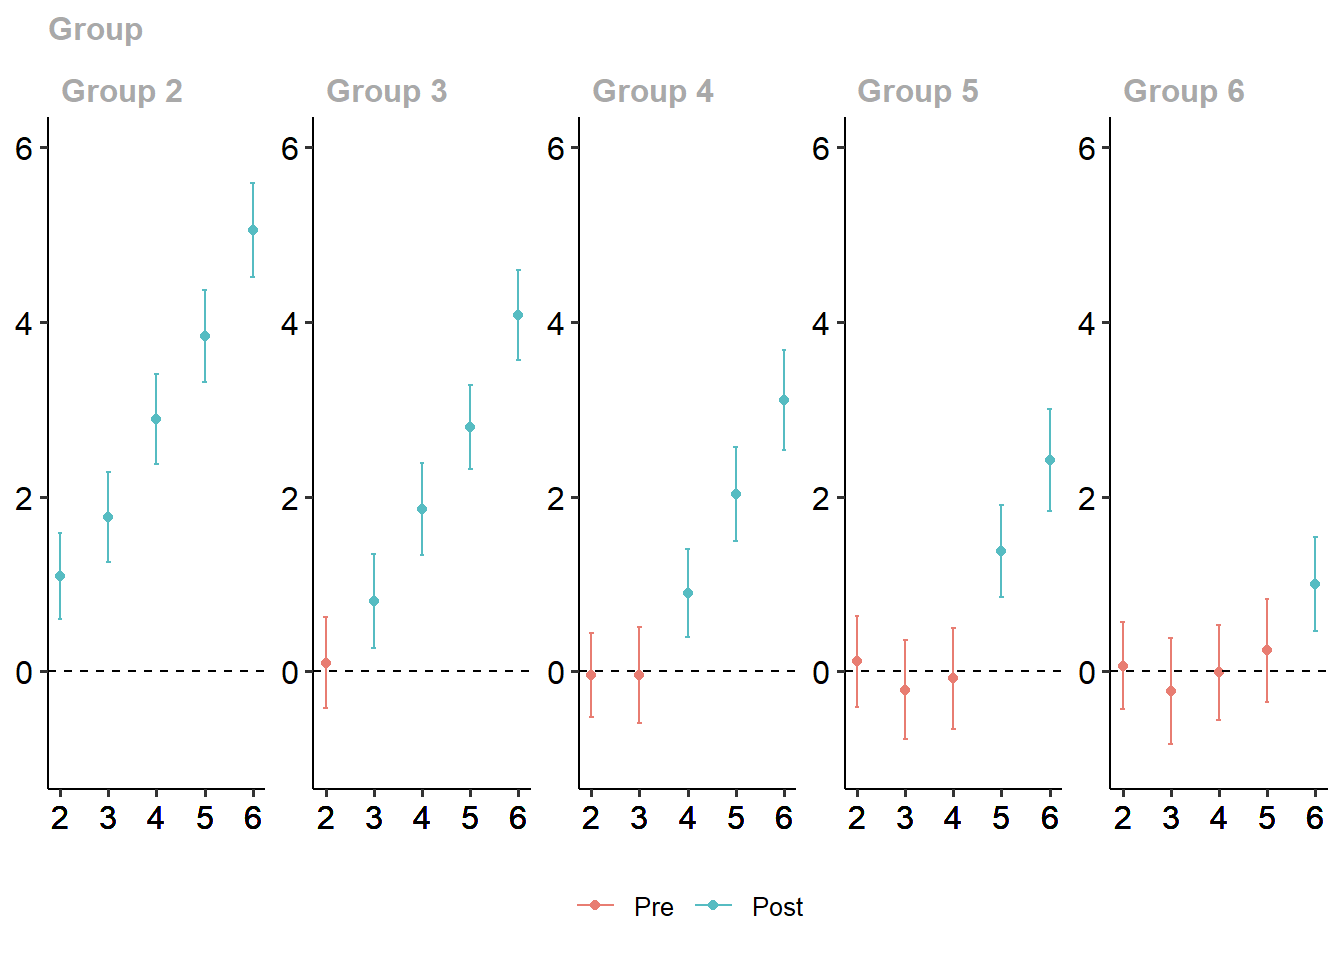 Group
Group 2 Group 3 Group 4 Group 5 Group 6
6 6 6 6 6
4 4 4 4 4
2 2 2 2 2
0 0 0 0 0
2 3 4 5 6 2 3 4 5 6 2 3 4 5 6 2 3 4 5 6 2 3 4 5 6
Pre Post